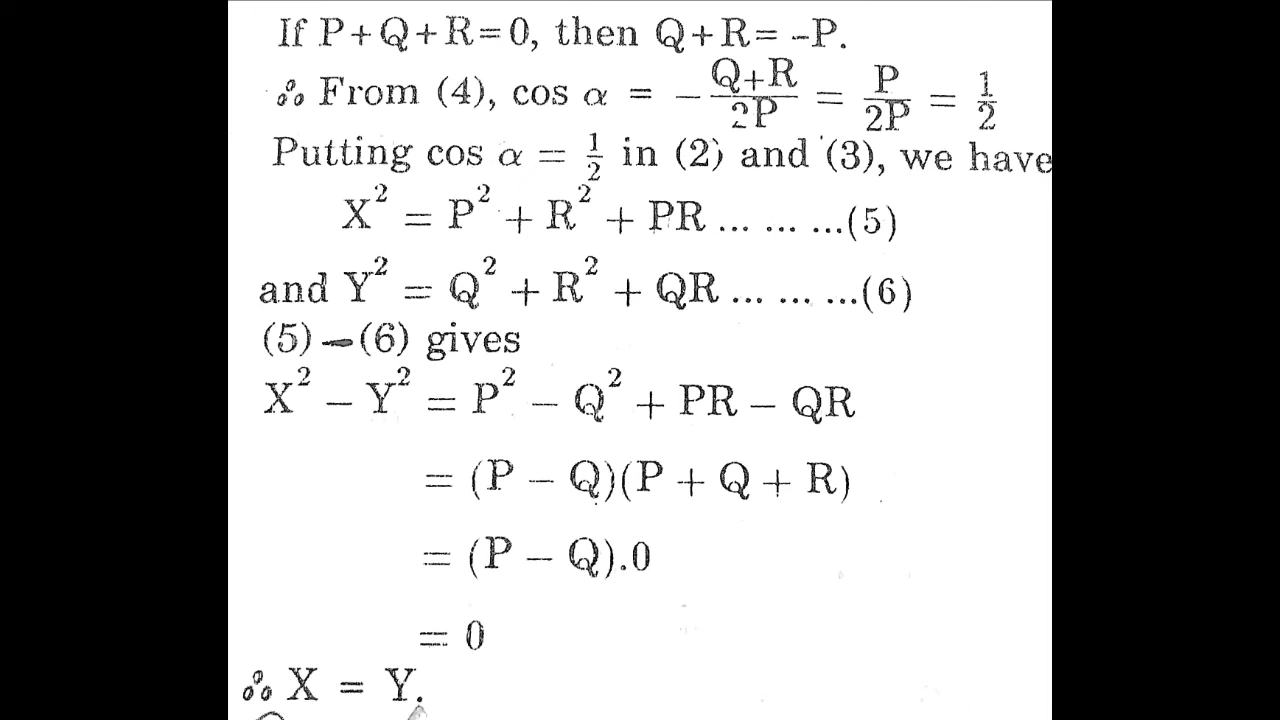 If P+Q+R=0, then Q+R= -P.
∴ From (4), cos α = - Q+R/2P = P/2P = 1/2
Putting cos α = 1/2 in (2) and (3), we have
X² = P² + R² + PR ... ... ...(5)
and Y² = Q² + R² + QR ... ... ...(6)
(5) – (6) gives
X² – Y² = P² – Q² + PR – QR
= (P – Q)(P + Q + R)
= (P – Q).0
= 0
∴ X = Y.